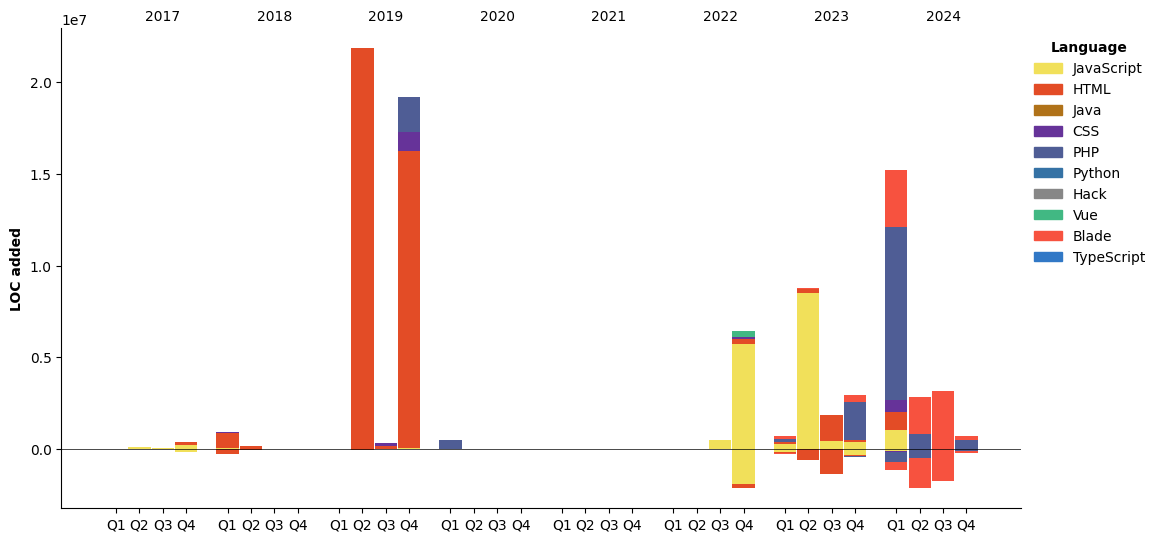 2017 2018 2019 2020 2021 2022 2023 2024
1e7
Language
JavaScript
HTML
Java
CSS
PHP
Python
Hack
Vue
Blade
TypeScript
2.0
1.5
1.0
0.5
0.0
LOC added
Q1 Q2 Q3 Q4 Q1 Q2 Q3 Q4 Q1 Q2 Q3 Q4 Q1 Q2 Q3 Q4 Q1 Q2 Q3 Q4 Q1 Q2 Q3 Q4 Q1 Q2 Q3 Q4 Q1 Q2 Q3 Q4